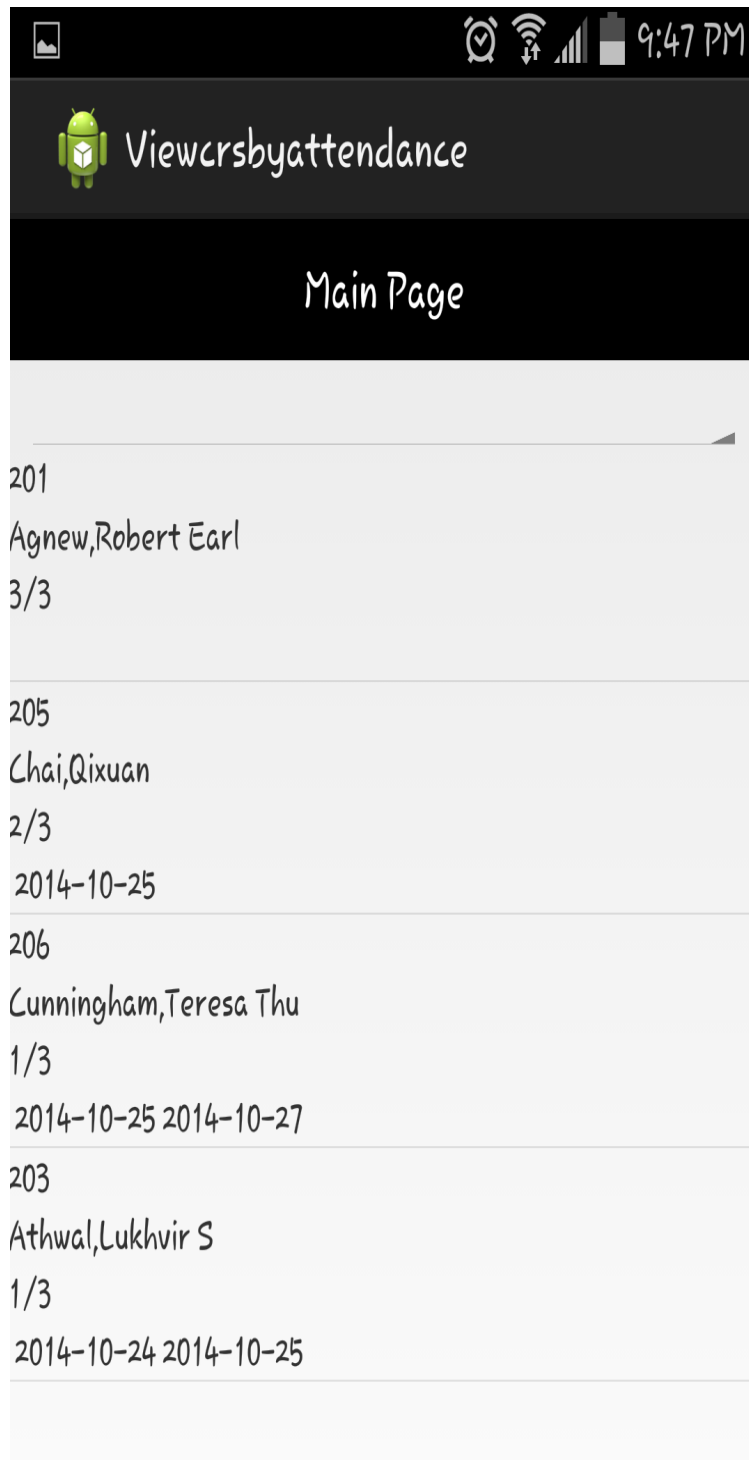 9:47 PM
Viewcrsbyattendance
Main Page
201
Agnew,Robert Earl
3/3
205
Chai,Qixuan
2/3
2014-10-25
206
Cunningham,Teresa Thu
1/3
2014-10-25 2014-10-27
203
Athwal,Lukhvir S
1/3
2014-10-24 2014-10-25